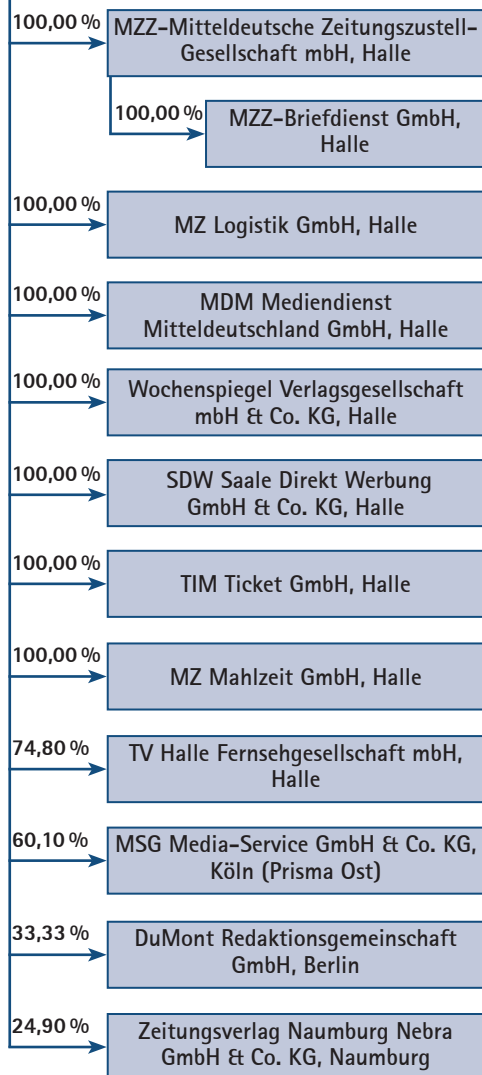 100,00 %
MZZ-Mitteldeutsche Zeitungszustell-
Gesellschaft mbH, Halle
100,00 %
MZZ-Briefdienst GmbH,
Halle
100,00 %
MZ Logistik GmbH, Halle
100,00 %
MDM Mediendienst
Mitteldeutschland GmbH, Halle
100,00 %
Wochenspiegel Verlagsgesellschaft
mbH & Co. KG, Halle
100,00 %
SDW Saale Direkt Werbung
GmbH & Co. KG, Halle
100,00 %
TIM Ticket GmbH, Halle
100,00 %
MZ Mahlzeit GmbH, Halle
74,80 %
TV Halle Fernsehgesellschaft mbH,
Halle
60,10 %
MSG Media-Service GmbH & Co. KG,
Köln (Prisma Ost)
33,33 %
DuMont Redaktionsgemeinschaft
GmbH, Berlin
24,90 %
Zeitungsverlag Naumburg Nebra
GmbH & Co. KG, Naumburg